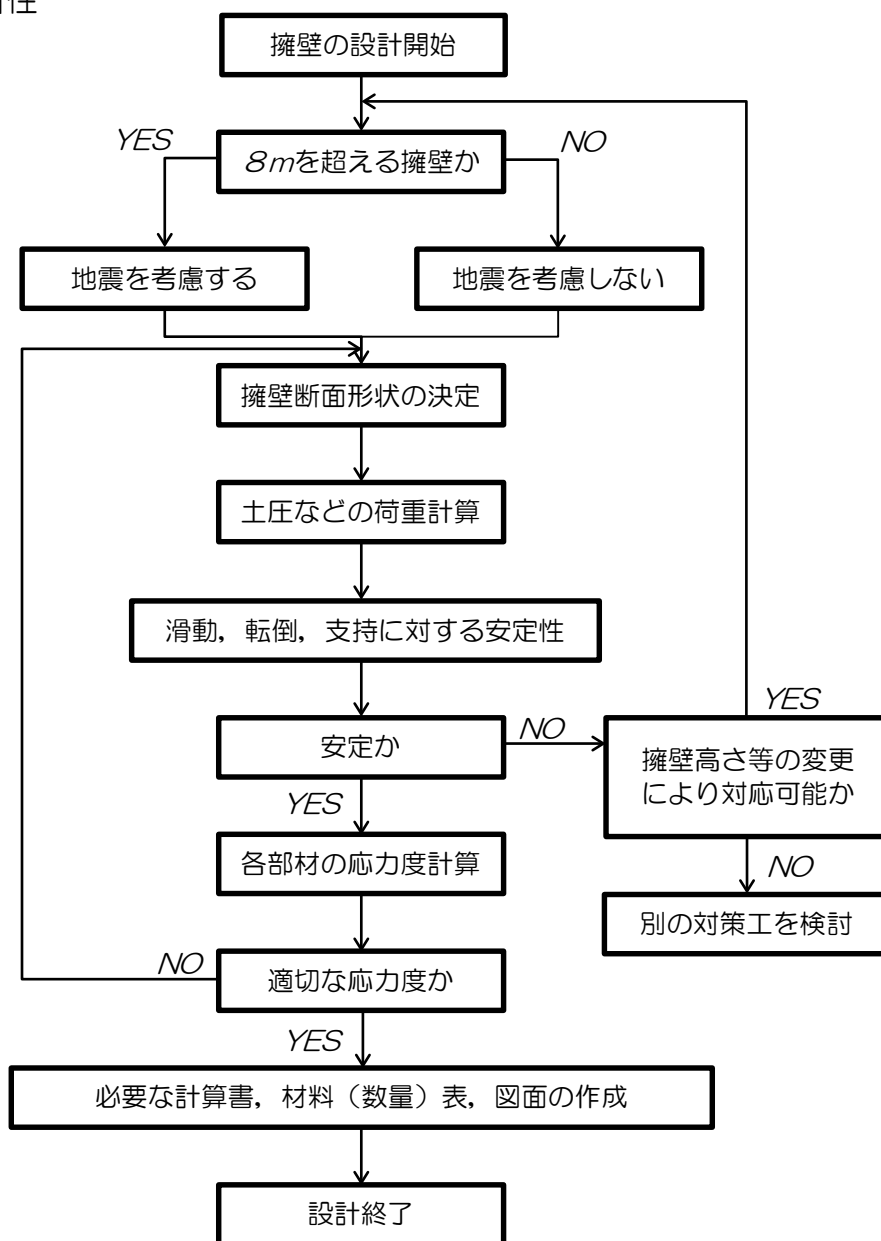 擁壁の設計開始
YES
8mを超える擁壁か
NO
地震を考慮する
地震を考慮しない
擁壁断面形状の決定
土圧などの荷重計算
滑動，転倒，支持に対する安定性
安定か
NO
YES
擁壁高さ等の変更
により対応可能か
YES
各部材の応力度計算
NO
別の対策工を検討
NO
適切な応力度か
YES
必要な計算書，材料（数量）表，図面の作成
設計終了